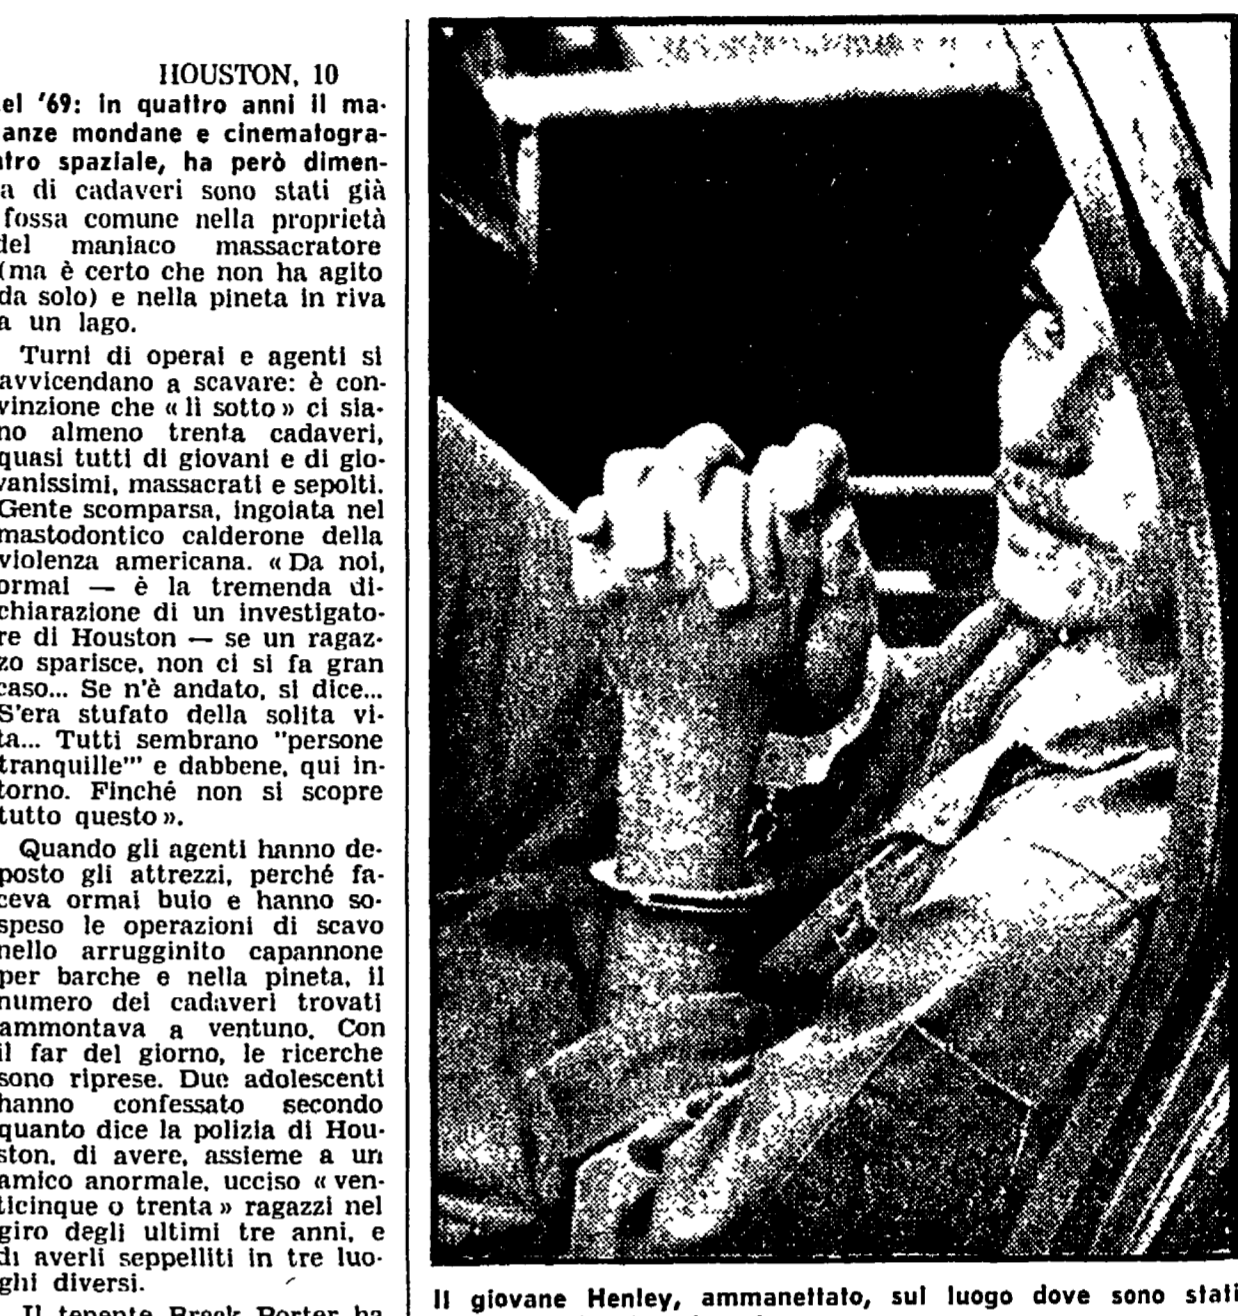 HOUSTON, 10
el '69: in quattro anni il ma-
anze mondane e cinematogra-
tro spaziale, ha però dimen-
a di cadaveri sono stati già
fossa comune nella proprietà
del maniaco massacratore
(ma è certo che non ha agito
da solo) e nella pineta in riva
a un lago.
Turni di operai e agenti si
avvicendano a scavare: è con-
vinzione che « lì sotto » ci sia-
no almeno trenta cadaveri,
quasi tutti di giovani e di gio-
vanissimi, massacrati e sepolti.
Gente scomparsa, ingoiata nel
mastodontico calderone della
violenza americana. « Da noi,
ormai — è la tremenda di-
chiarazione di un investigato-
re di Houston — se un ragaz-
zo sparisce, non ci si fa gran
caso... Se n'è andato, si dice...
S'era stufato della solita vi-
ta... Tutti sembrano "persone
tranquille"' e dabbene, qui in-
torno. Finché non si scopre
tutto questo ».
Quando gli agenti hanno de-
posto gli attrezzi, perché fa-
ceva ormai buio e hanno so-
speso le operazioni di scavo
nello arrugginito capannone
per barche e nella pineta, il
numero dei cadaveri trovati
ammontava a ventuno. Con
il far del giorno, le ricerche
sono riprese. Due adolescenti
hanno confessato secondo
quanto dice la polizia di Hou-
ston, di avere, assieme a un
amico anormale, ucciso « ven-
ticinque o trenta » ragazzi nel
giro degli ultimi tre anni, e
di averli seppelliti in tre luo-
ghi diversi.
Il tenente Breck Porter ha
Il giovane Henley, ammanettato, sul luogo dove sono stati